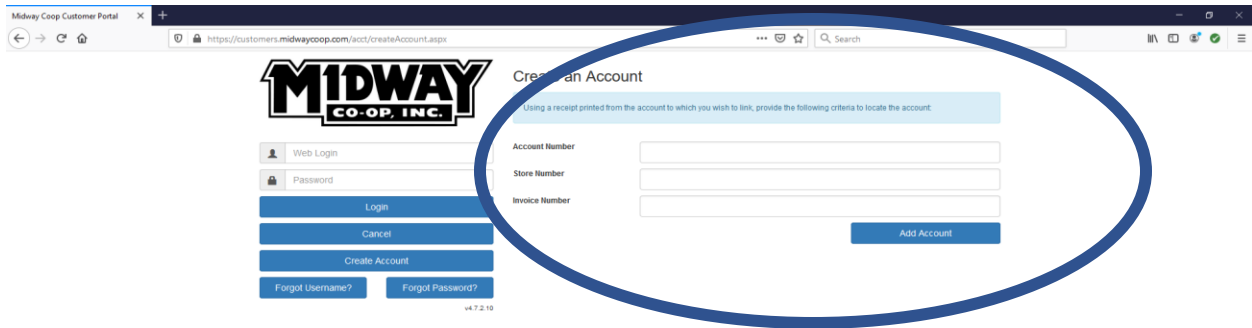 Midway Coop Customer Portal
https://customers.midwaycoop.com/acct/createAccount.aspx
Search
MIDWAY
CO-OP, INC.
Web Login
Password
Login
Cancel
Create Account
Forgot Username?
Forgot Password?
v4.7.2.10
Create an Account
Using a receipt printed from the account to which you wish to link, provide the following criteria to locate the account:
Account Number
Store Number
Invoice Number
Add Account